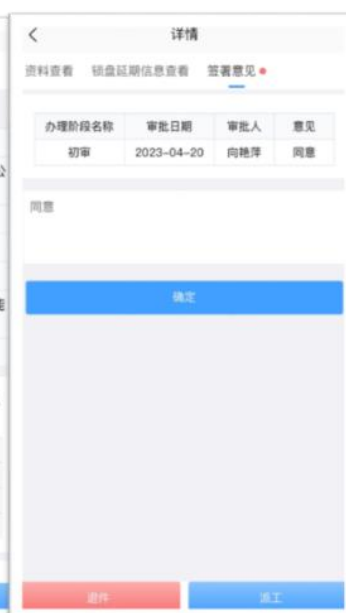 详情
资料查看 锁盘延期信息查看 签署意见
办理阶段名称 审批日期 审批人 意见
初审 2023-04-20 向艳萍 同意
同意
确定
退件 派工